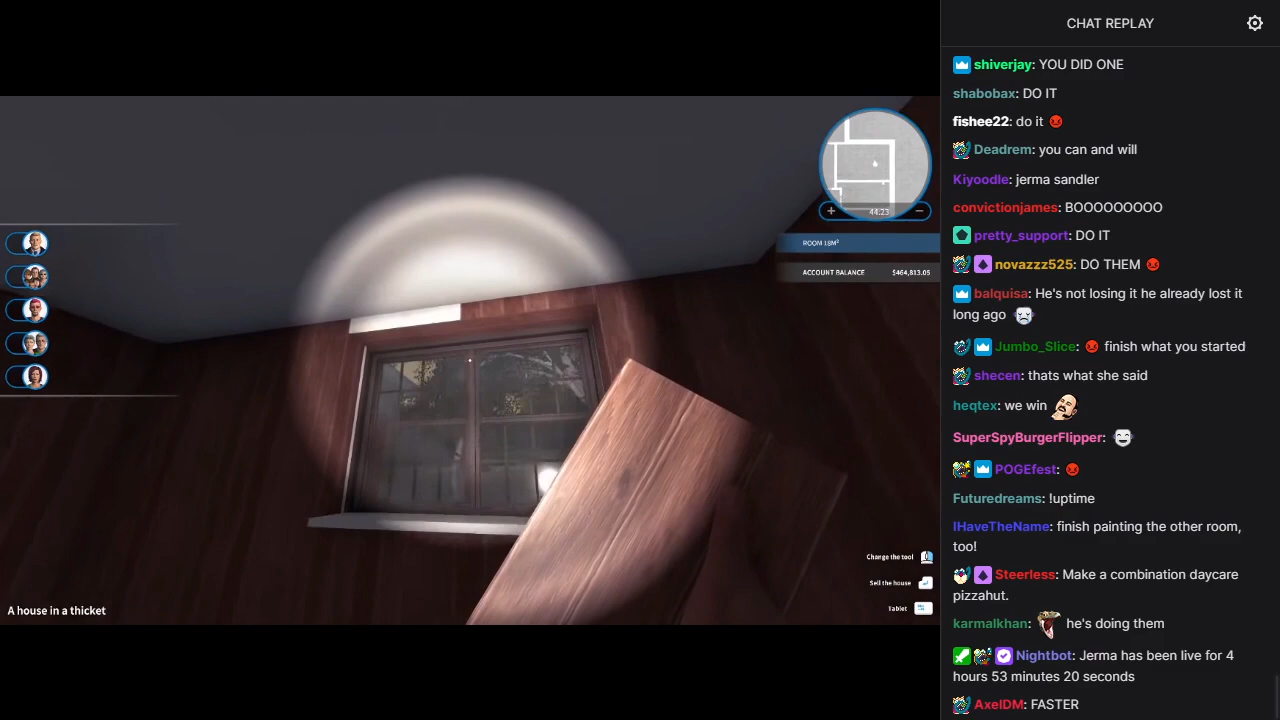 44:23
ROOM 18M²
ACCOUNT BALANCE $464,813.05
Change the tool
Sell the house
Tablet
A house in a thicket
CHAT REPLAY
shiverjay: YOU DID ONE
shabobax: DO IT
fishee22: do it
Deadrem: you can and will
Kiyoodle: jerma sandler
convictionjames: BOOOOOOOOO
pretty_support: DO IT
novazzz525: DO THEM
balquisa: He's not losing it he already lost it
long ago
Jumbo_Slice: finish what you started
shecen: thats what she said
heqtex: we win
SuperSpyBurgerFlipper:
POGEfest:
Futuredreams: !uptime
IHaveTheName: finish painting the other room,
too!
Steerless: Make a combination daycare
pizzahut.
karmalkhan: he's doing them
Nightbot: Jerma has been live for 4
hours 53 minutes 20 seconds
AxelDM: FASTER